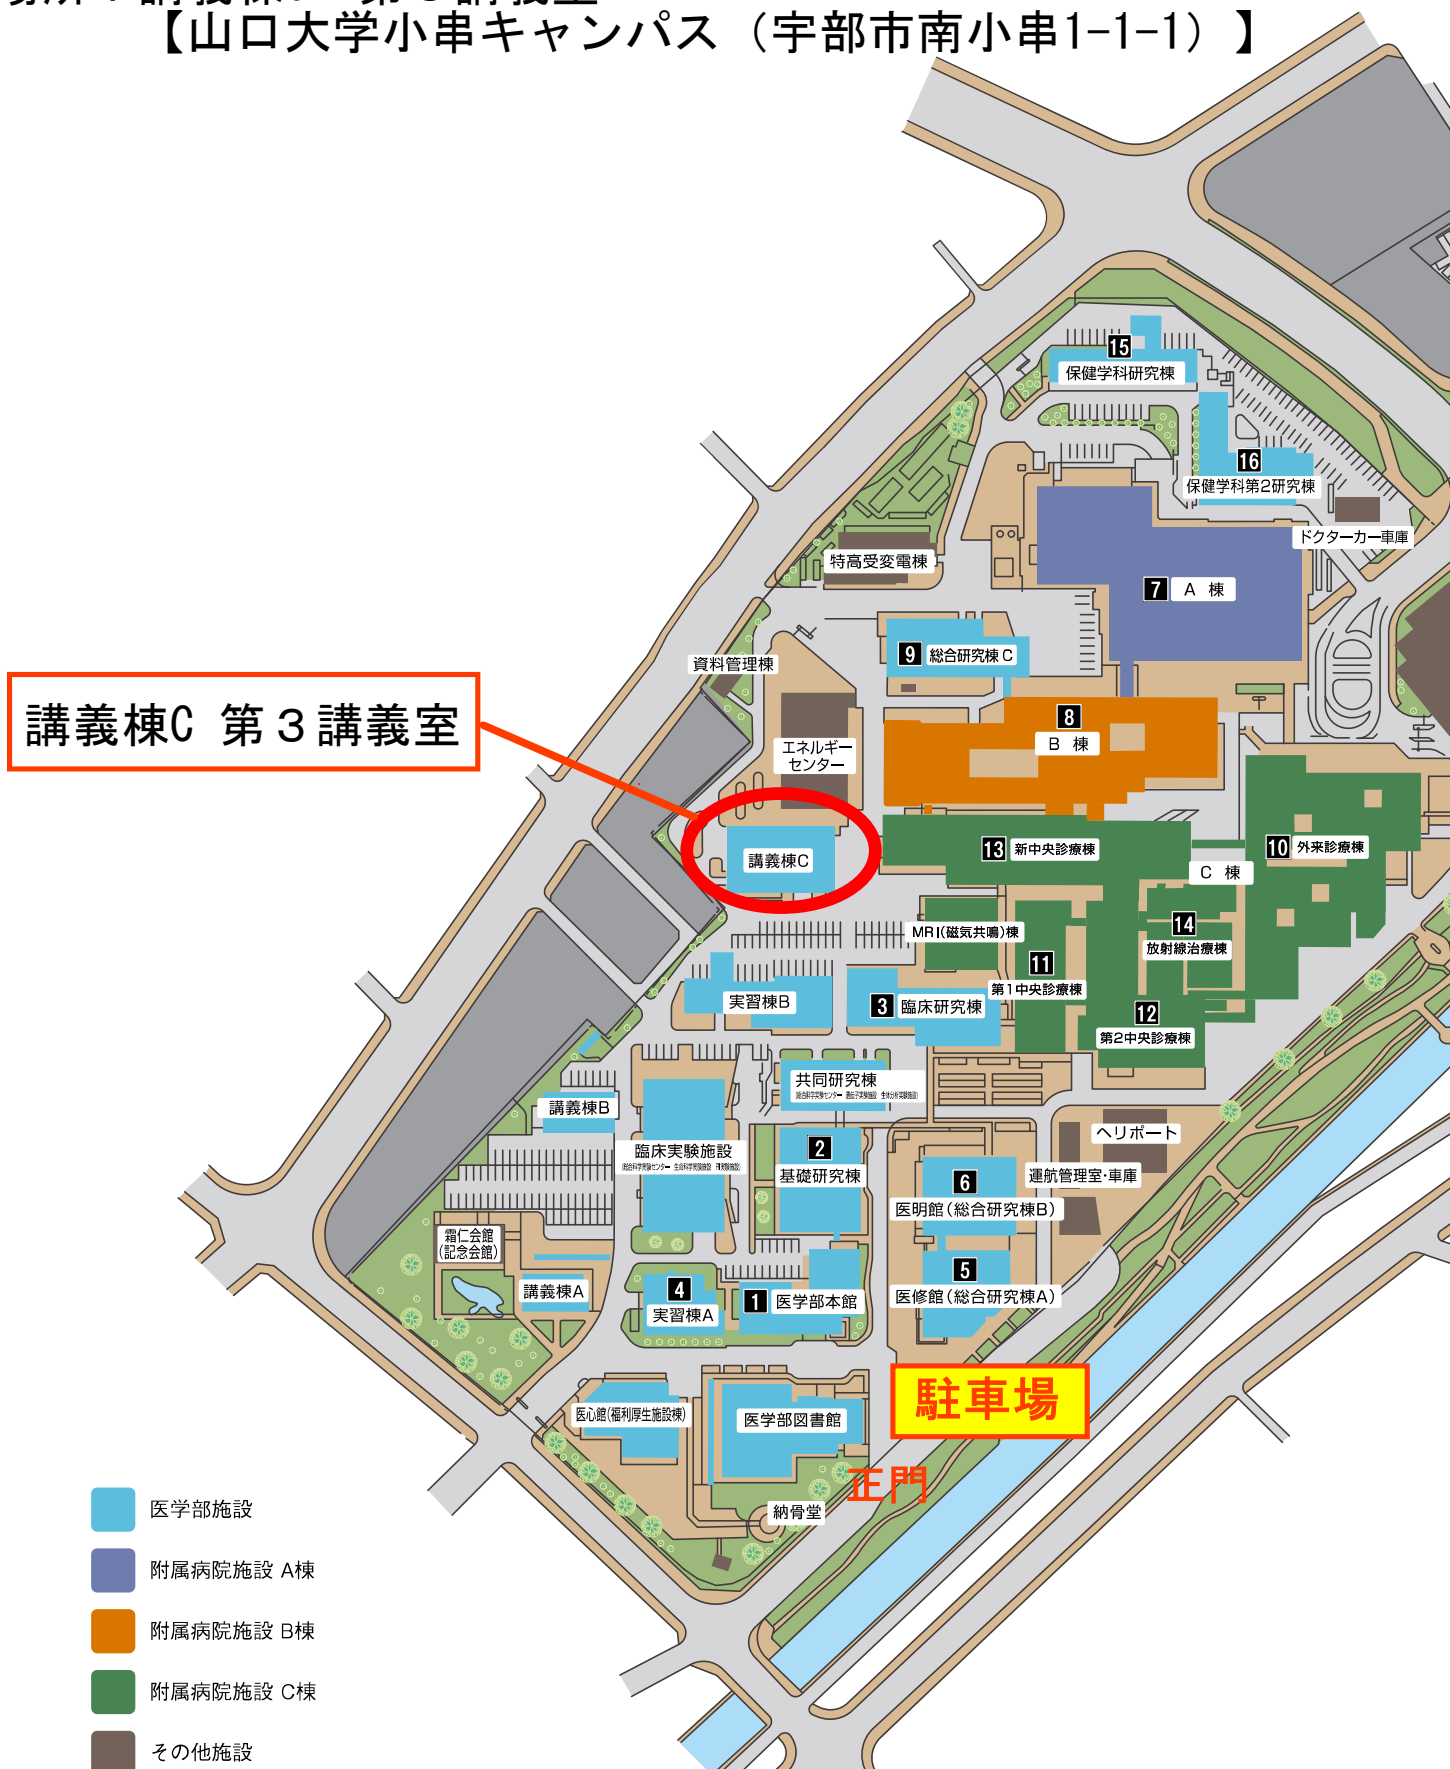 【山口大学小串キャンパス（宇部市南小串1-1-1）】
15
保健学科研究棟
16
保健学科第2研究棟
ドクターカー車庫
特高受変電棟
7 A 棟
9 総合研究棟 C
資料管理棟
講義棟C 第３講義室
8
B 棟
エネルギー
センター
講義棟C
13 新中央診療棟
10 外来診療棟
C 棟
14
放射線治療棟
MRI(磁気共鳴)棟
11
第1中央診療棟
12
第2中央診療棟
実習棟B
3 臨床研究棟
共同研究棟
講義棟B
臨床実験施設
2
基礎研究棟
ヘリポート
運航管理室・車庫
6
医明館(総合研究棟B)
5
医修館(総合研究棟A)
霜仁会館
(記念会館)
講義棟A
4
実習棟A
1 医学部本館
駐車場
医心館(福利厚生施設棟)
医学部図書館
正門
納骨堂
医学部施設
附属病院施設 A棟
附属病院施設 B棟
附属病院施設 C棟
その他施設